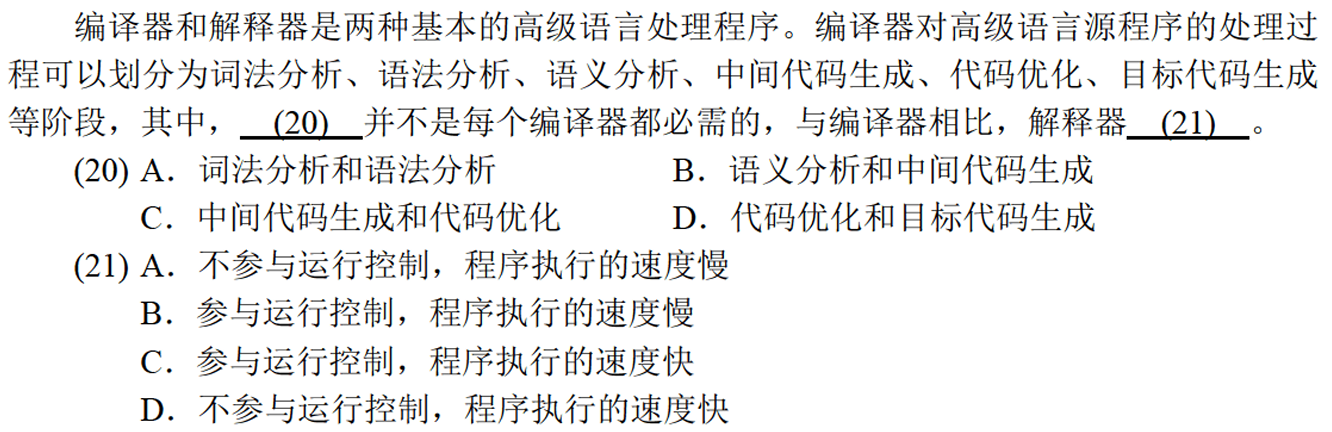 编译器和解释器是两种基本的高级语言处理程序。编译器对高级语言源程序的处理过
程可以划分为词法分析、语法分析、语义分析、中间代码生成、代码优化、目标代码生成
等阶段，其中，(20)并不是每个编译器都必需的，与编译器相比，解释器(21)。
(20) A．词法分析和语法分析 B．语义分析和中间代码生成
C．中间代码生成和代码优化 D．代码优化和目标代码生成
(21) A．不参与运行控制，程序执行的速度慢
B．参与运行控制，程序执行的速度慢
C．参与运行控制，程序执行的速度快
D．不参与运行控制，程序执行的速度快